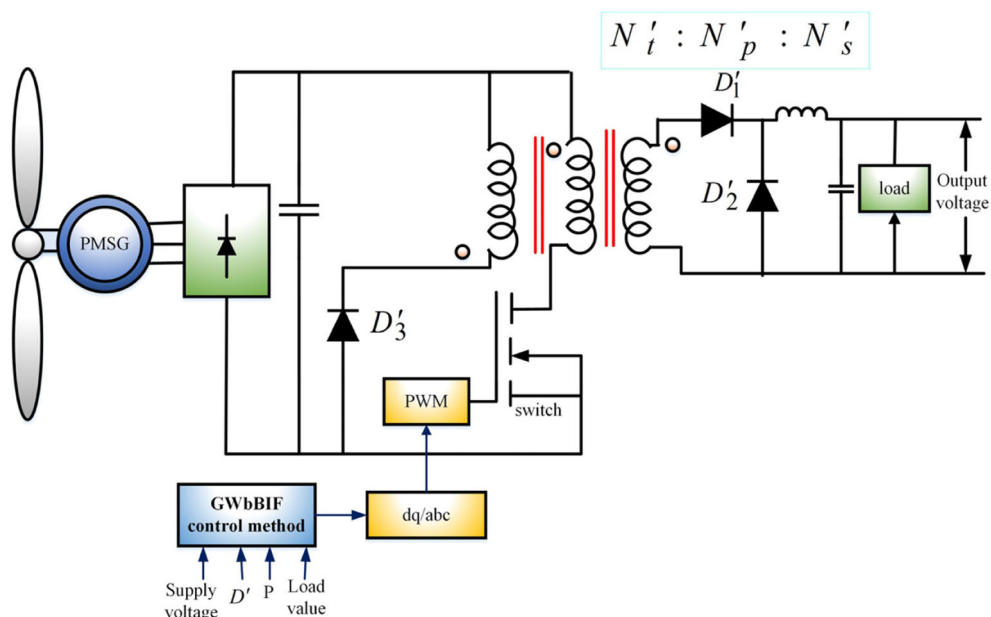 N't : N'p : N's
D'1
PMSG
D'2
load
Output
voltage
D'3
PWM
switch
GWbBIF
control method
dq/abc
Supply
voltage
D'
P
Load
value